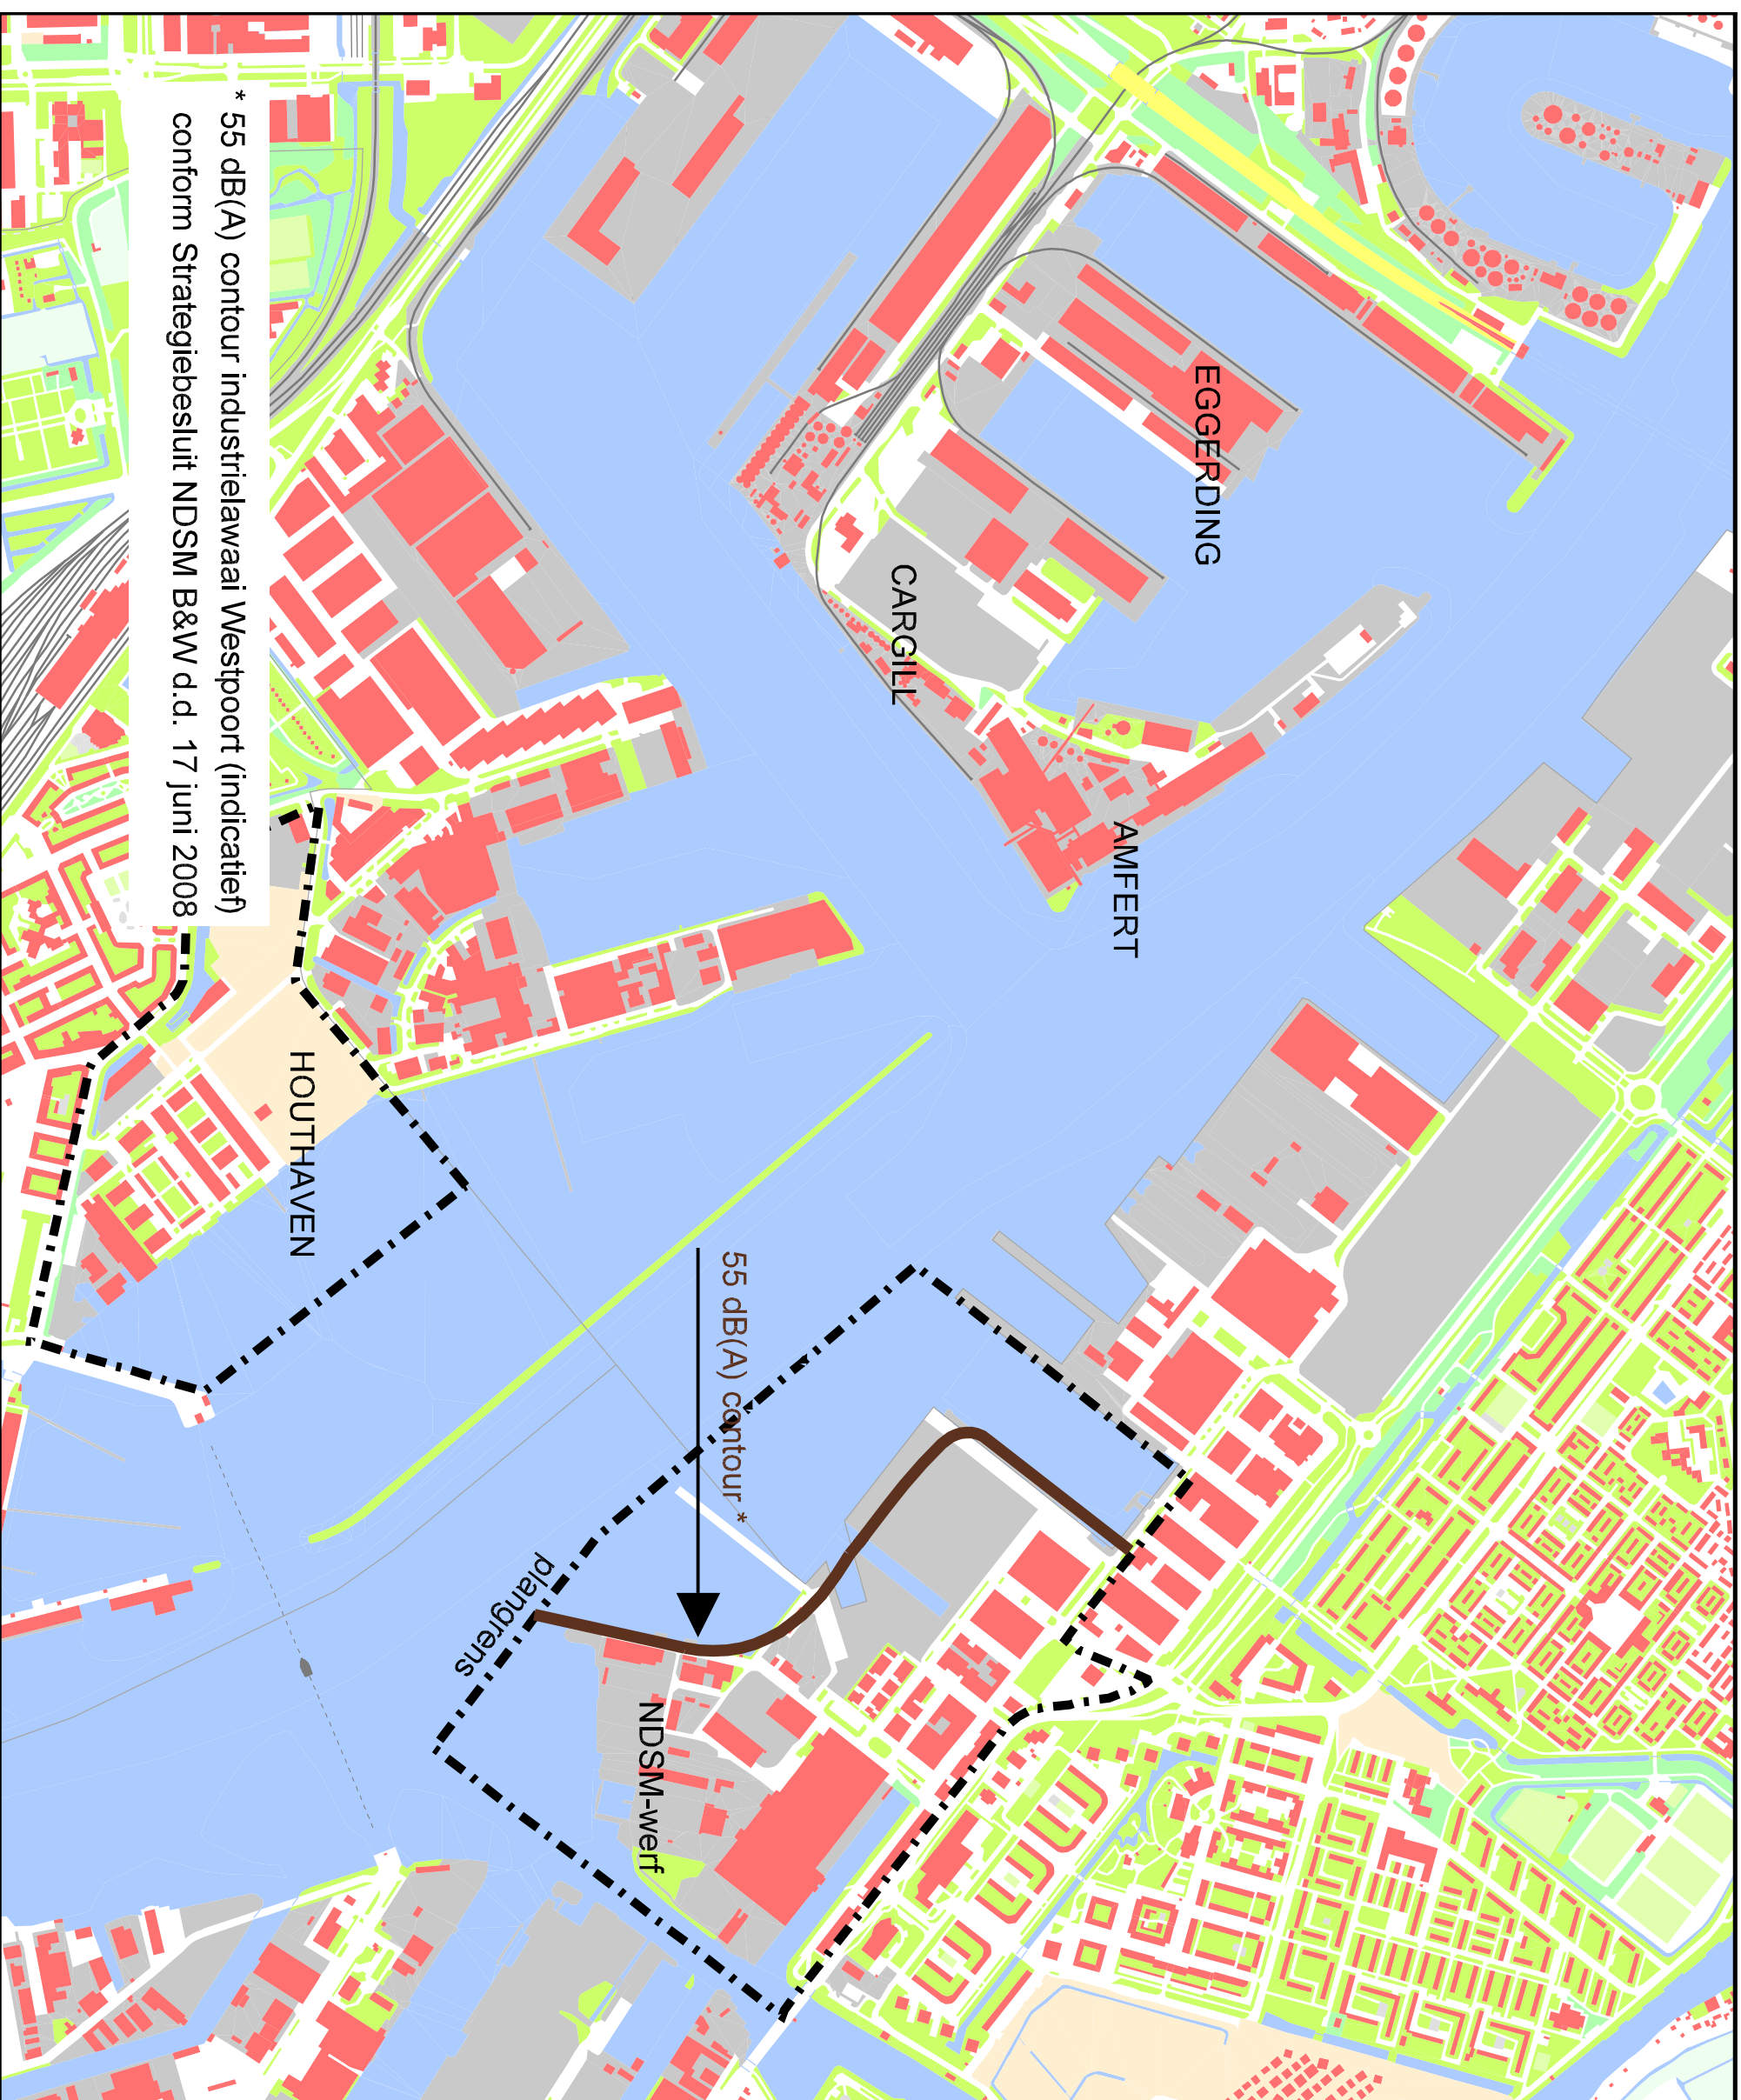 EGGERDING
CARGILL
AMFERT
HOUTHAVEN
55 dB(A) contour *
plangrens
NDSM-werf
* 55 dB(A) contour industrielawaai Westpoort (indicatief)
conform Strategiebesluit NDSM B&W d.d. 17 juni 2008